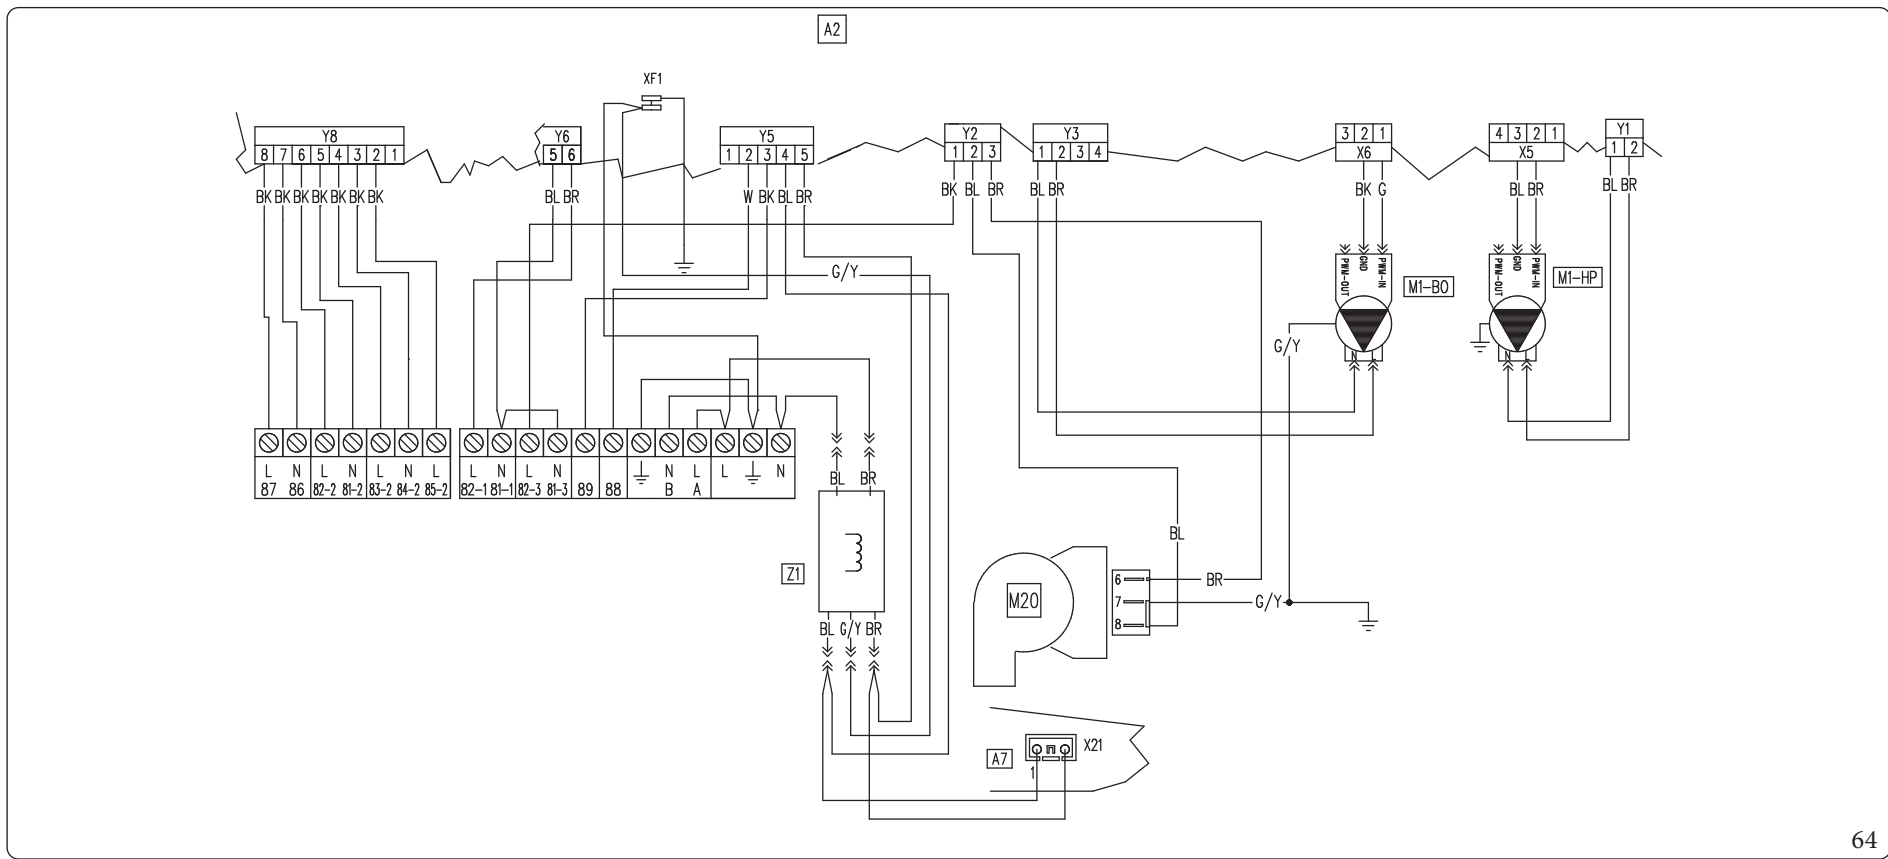 A2
XF1
Y8
8 7 6 5 4 3 2 1
BK BK BK BK BK BK BK
Y6
5 6
BL BR
Y5
1 2 3 4 5
W BK BL BR
Y2
1 2 3
BK BL BR
Y3
1 2 3 4
BL BR
3 2 1
X6
BK G
4 3 2 1
X5
BL BR
Y1
1 2
BL BR
G/Y
PWM-OUT
GND
PWM-IN
M1-BO
PWM-OUT
GND
PWM-IN
M1-HP
G/Y
N L
N L
L N L N L N L
87 86 82-2 81-2 83-2 84-2 85-2
L N L N N L L N
82-1 81-1 82-3 81-3 89 88 B A
BL BR
Z1
BL G/Y BR
BL
M20
6
7
8
BR
G/Y
A7
X21
1
64